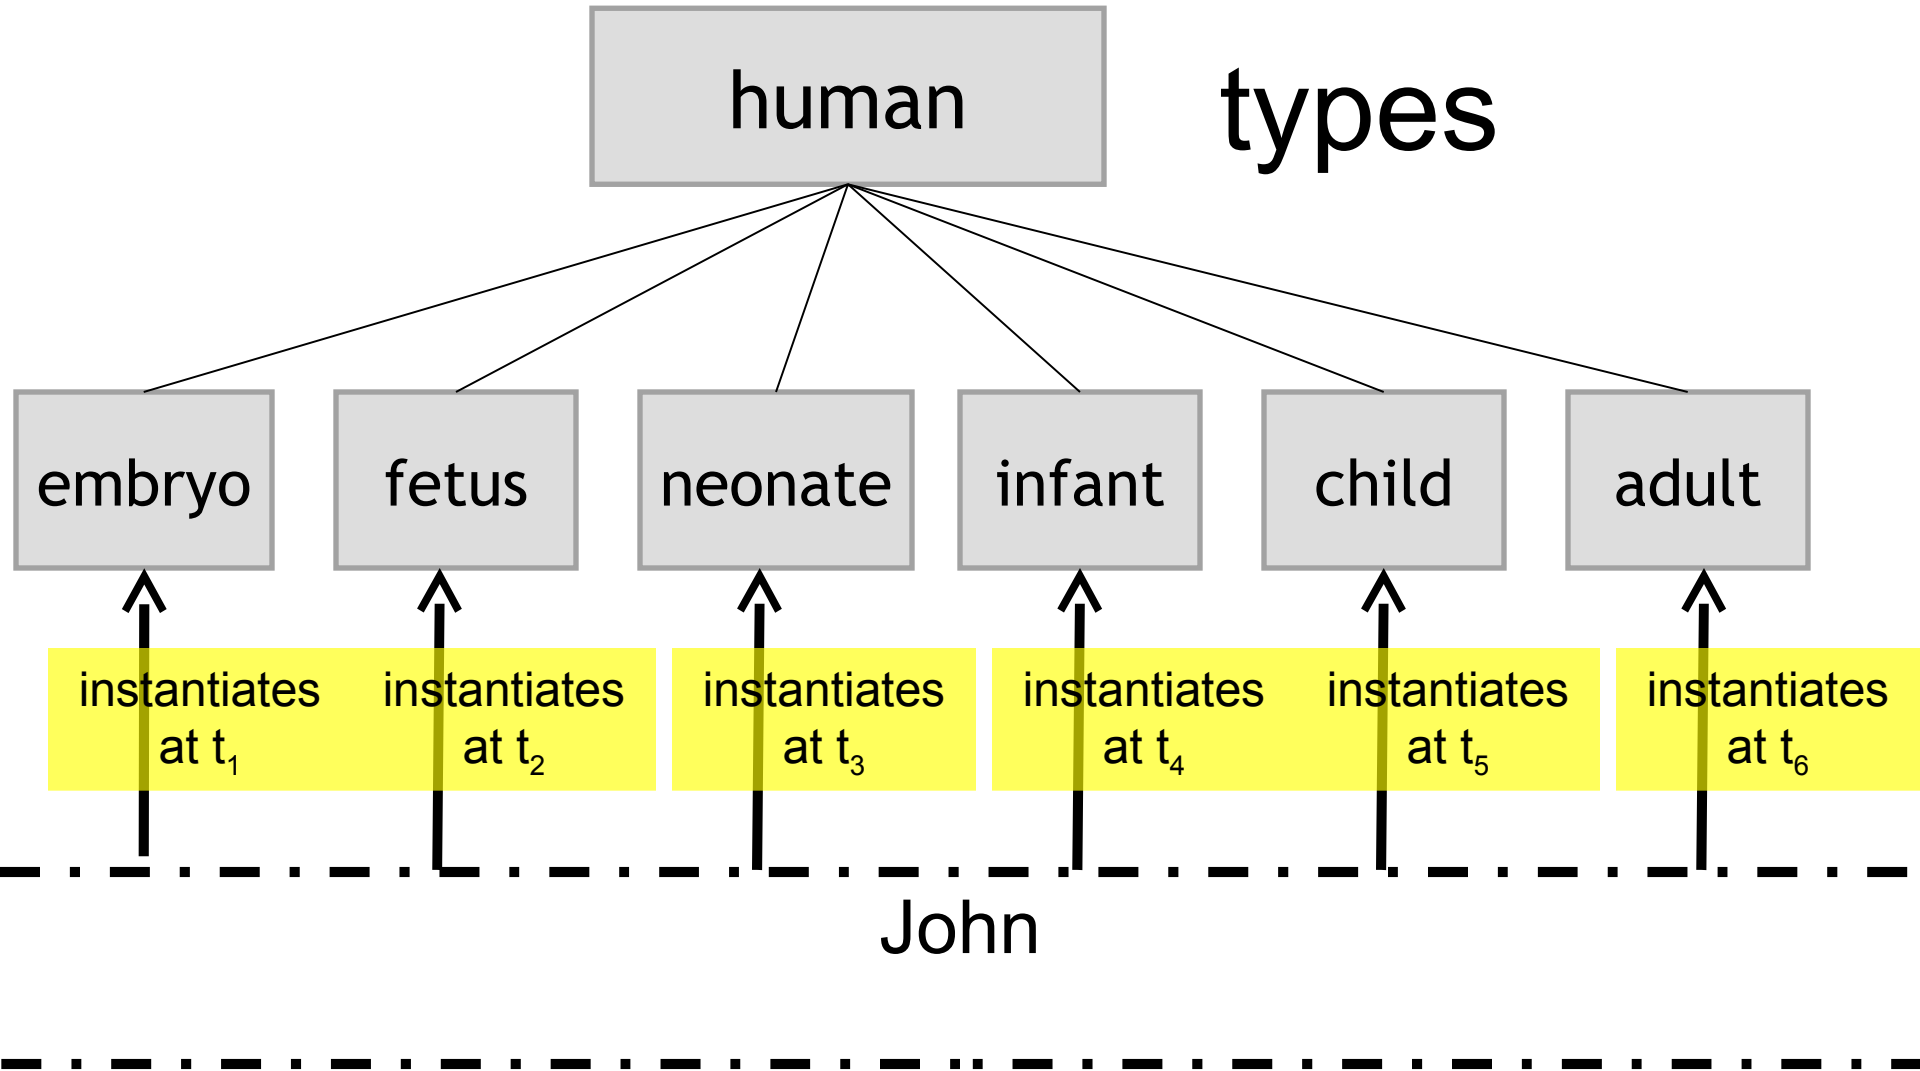 human
types
embryo
fetus
neonate
infant
child
adult
instantiates
at t₁
instantiates
at t₂
instantiates
at t₃
instantiates
at t₄
instantiates
at t₅
instantiates
at t₆
John